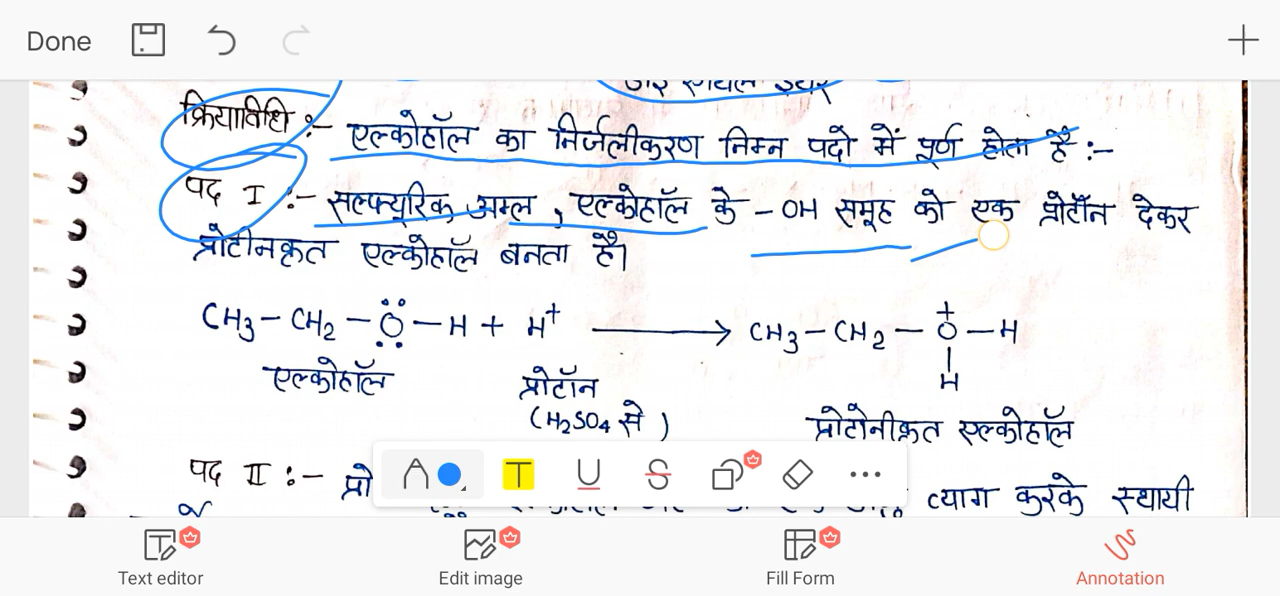 Done
क्रियाविधि :- एल्कोहॉल का निर्जलीकरण निम्न पदो में पूर्ण होता है :-
पद I :- सल्फ्यूरिक अम्ल , एल्कोहॉल के -OH समूह को एक प्रोटॉन देकर
प्रोटीनकृत एल्कोहॉल बनता है।
CH3-CH2-O-H + H+ ⟶ CH3-CH2-O-H
+
H
एल्कोहॉल
प्रोटॉन
(H2SO4 से)
प्रोटोनीकृत एल्कोहॉल
पद II :- प्रो
त्याग करके स्थायी
T U S
Text editor
Edit image
Fill Form
Annotation